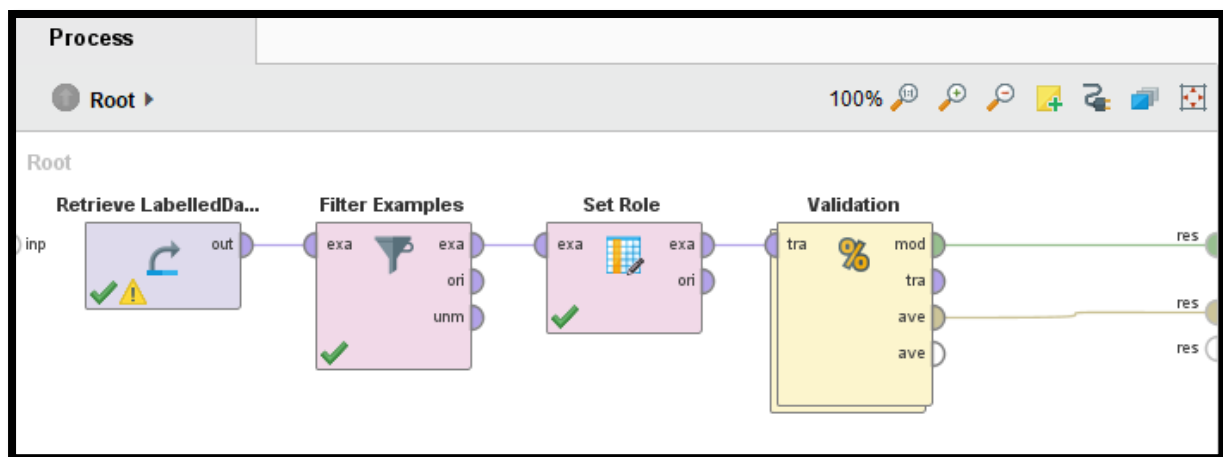 Process
Root
100%
Root
Retrieve LabelledDa...
Filter Examples
Set Role
Validation
inp
out
exa
exa
ori
unm
exa
exa
ori
tra
mod
tra
ave
ave
res
res
res